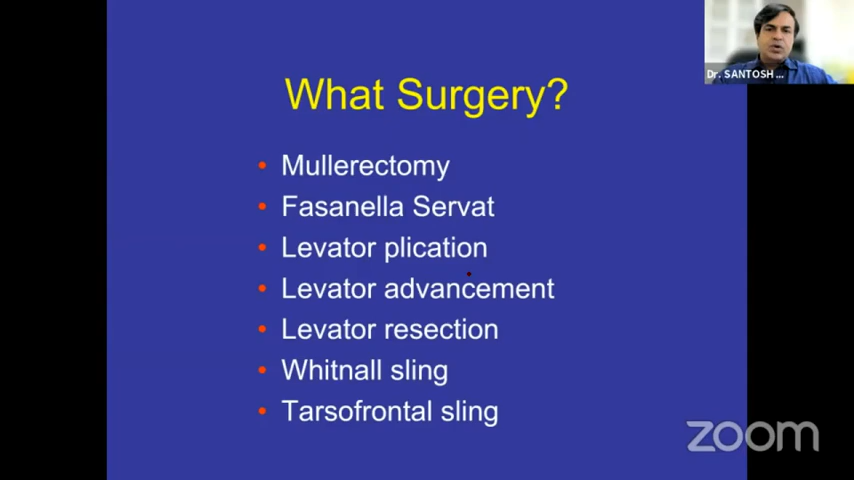 Dr. SANTOSH ...
What Surgery?
• Mullerectomy
• Fasanella Servat
• Levator plication
• Levator advancement
• Levator resection
• Whitnall sling
• Tarsofrontal sling
zoom